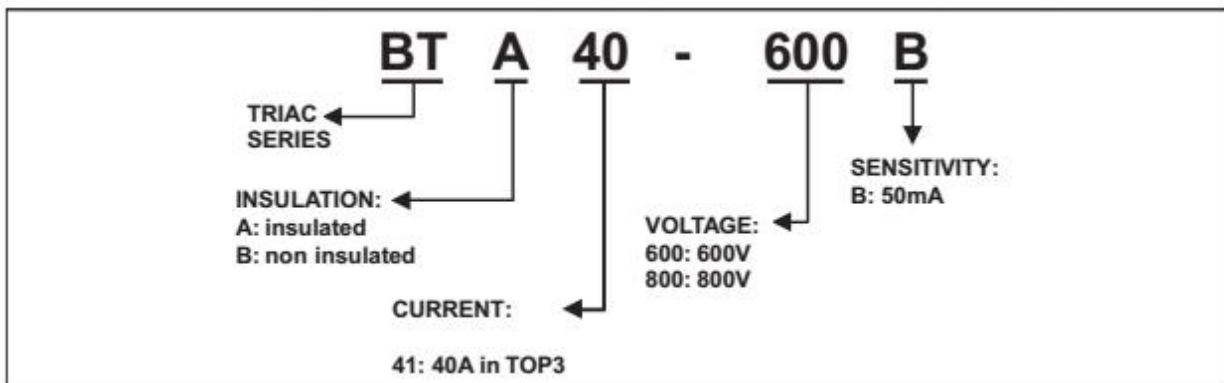 BT A 40 - 600 B
TRIAC
SERIES
INSULATION:
A: insulated
B: non insulated
CURRENT:
41: 40A in TOP3
VOLTAGE:
600: 600V
800: 800V
SENSITIVITY:
B: 50mA